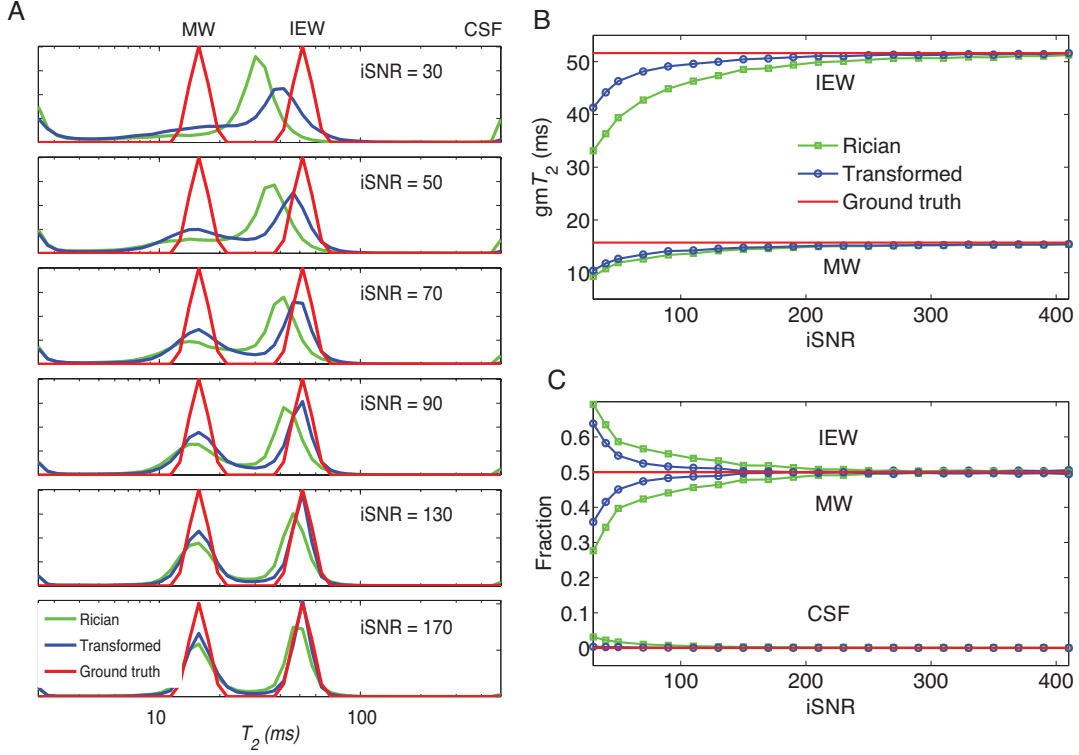 A
MW
IEW
CSF
iSNR = 30
iSNR = 50
iSNR = 70
iSNR = 90
iSNR = 130
iSNR = 170
Rician
Transformed
Ground truth
10
100
T2 (ms)
B
50
40
30
20
10
gmT2 (ms)
IEW
Rician
Transformed
Ground truth
MW
100
200
300
400
iSNR
C
0.6
0.5
0.4
0.3
0.2
0.1
0
Fraction
IEW
MW
CSF
100
200
300
400
iSNR